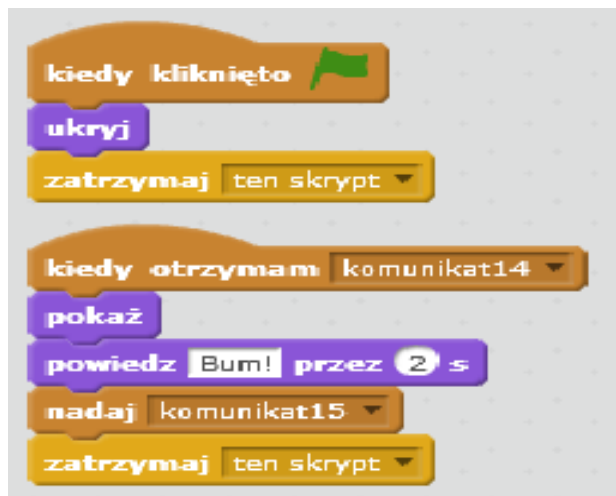 kiedy kliknięto
ukryj
zatrzymaj ten skrypt
kiedy otrzymam komunikat14
pokaż
powiedz Bum! przez 2 s
nadaj komunikat15
zatrzymaj ten skrypt